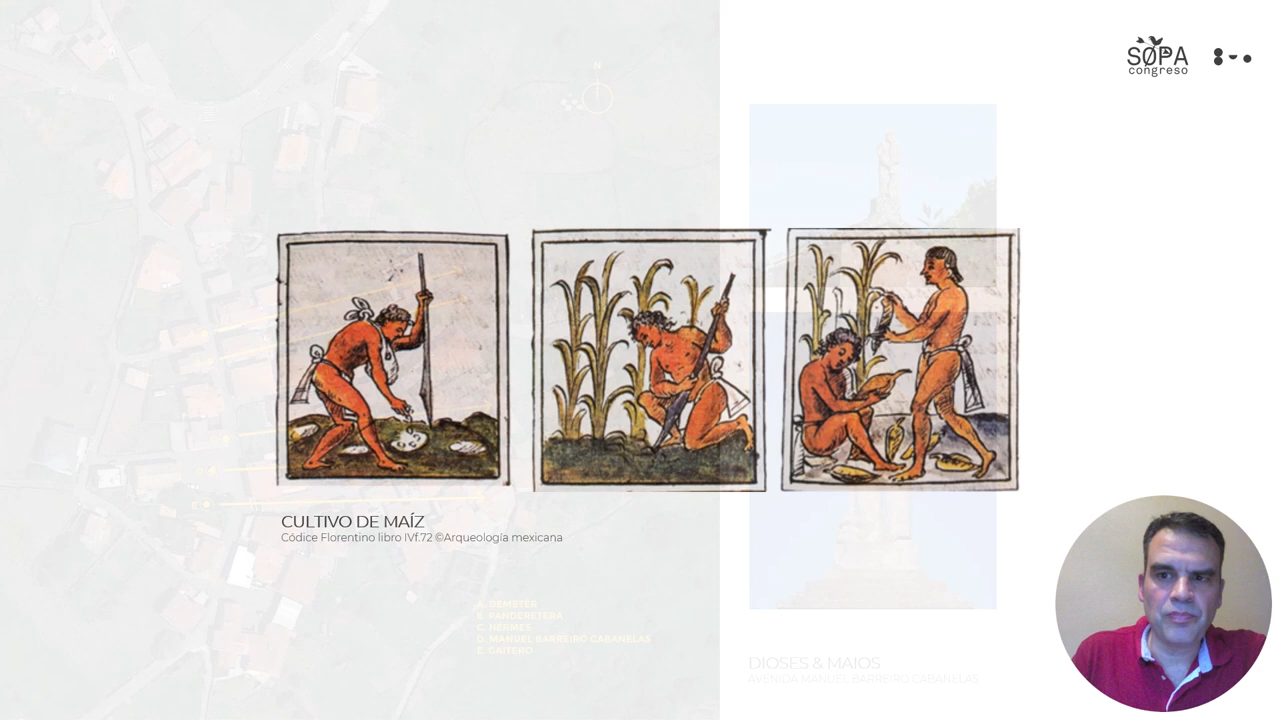 SOPA
congreso
N
CULTIVO DE MAÍZ
Códice Florentino libro IVf.72 ©Arqueología mexicana
A. DEMETER
B. PANDERETERA
C. HERMES
D. MANUEL BARREIRO CABANELAS
E. GAITERO
DIOSES & MAIOS
AVENIDA MANUEL BARREIRO CABANELAS